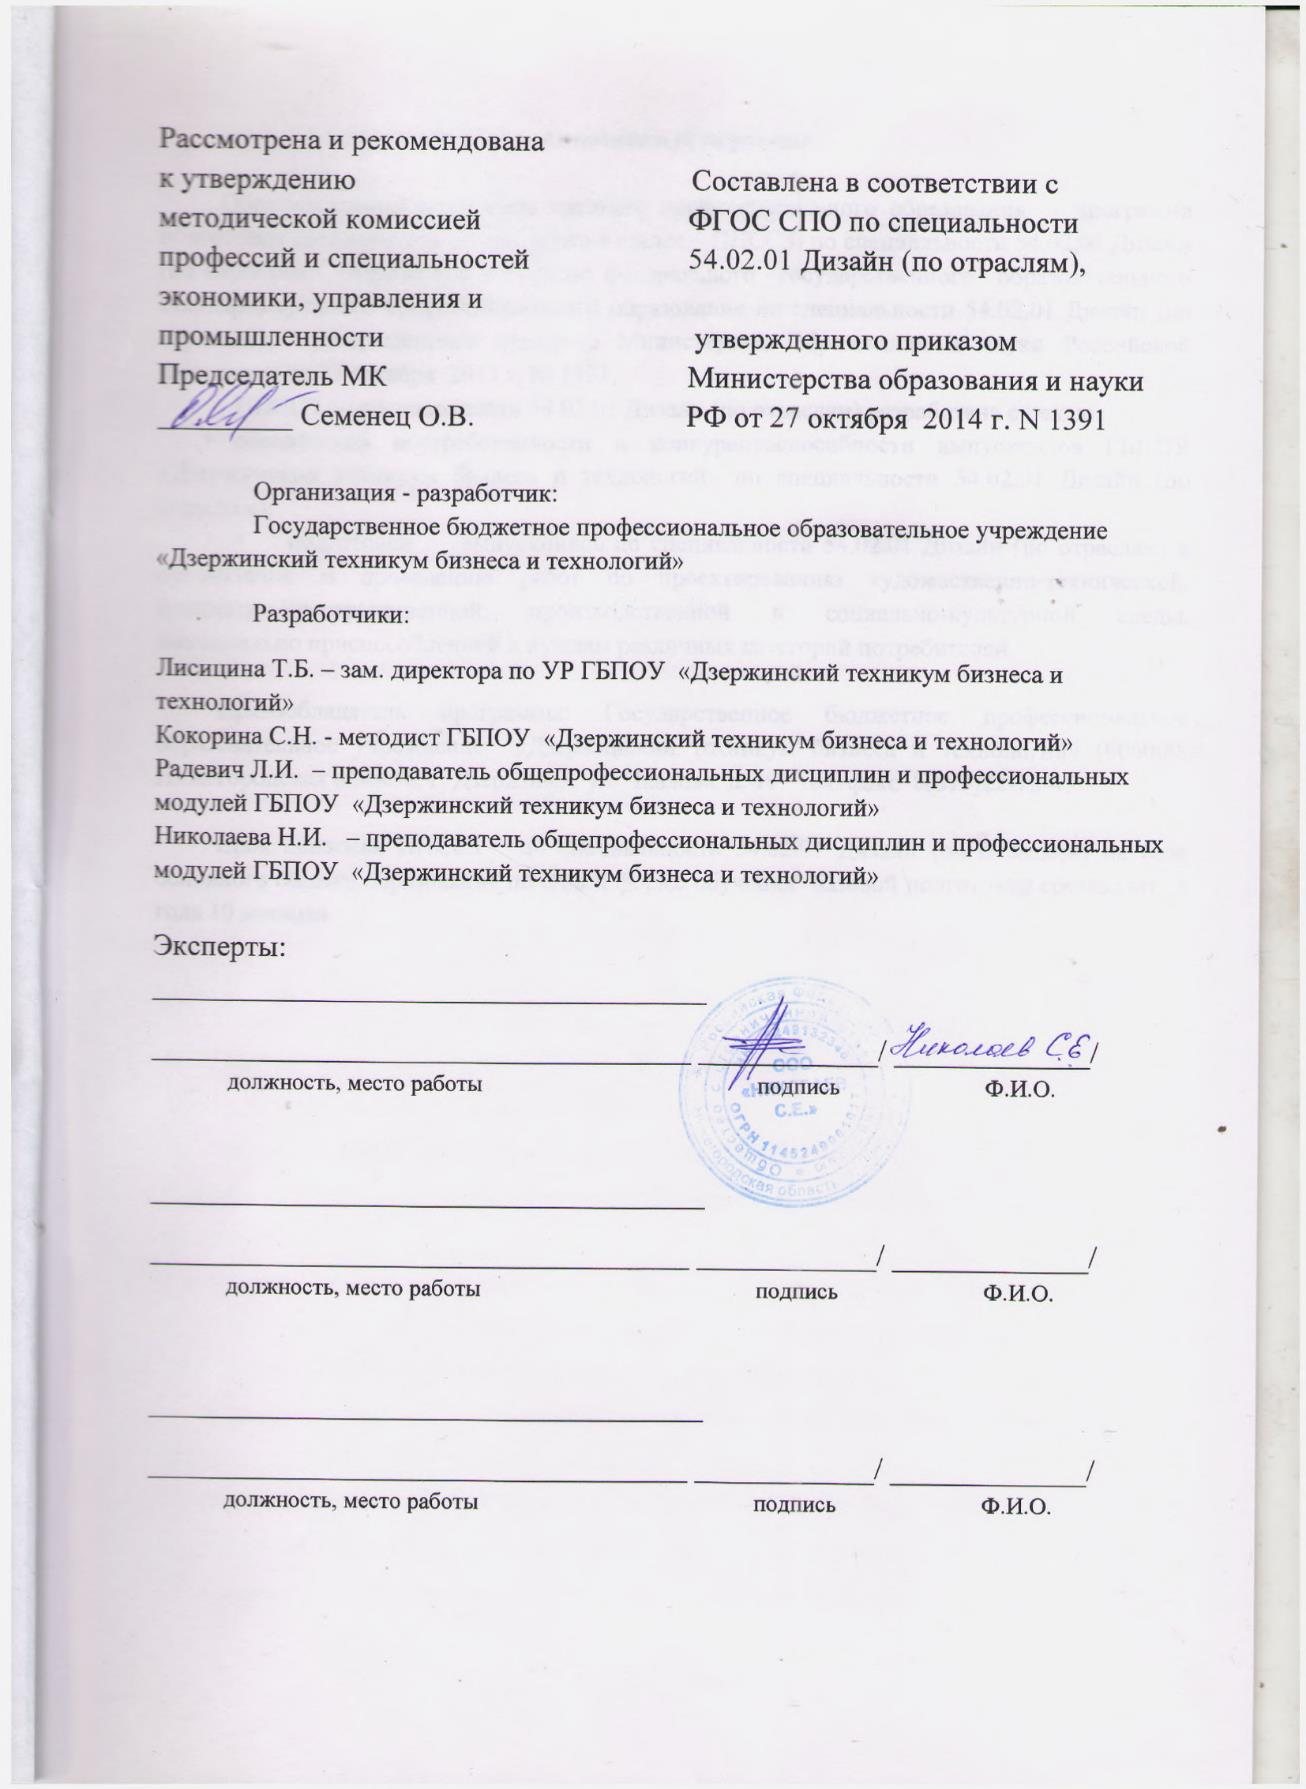 Рассмотрена и рекомендована
к утверждению
методической комиссией
профессий и специальностей
экономики, управления и
промышленности
Председатель МК
__________ Семенец О.В.
Составлена в соответствии с
ФГОС СПО по специальности
54.02.01 Дизайн (по отраслям),
утвержденного приказом
Министерства образования и науки
РФ от 27 октября 2014 г. N 1391
Организация - разработчик:
Государственное бюджетное профессиональное образовательное учреждение
«Дзержинский техникум бизнеса и технологий»
Разработчики:
Лисицина Т.Б. – зам. директора по УР ГБПОУ «Дзержинский техникум бизнеса и
технологий»
Кокорина С.Н. - методист ГБПОУ «Дзержинский техникум бизнеса и технологий»
Радевич Л.И. – преподаватель общепрофессиональных дисциплин и профессиональных
модулей ГБПОУ «Дзержинский техникум бизнеса и технологий»
Николаева Н.И. – преподаватель общепрофессиональных дисциплин и профессиональных
модулей ГБПОУ «Дзержинский техникум бизнеса и технологий»
Эксперты:
/ Николаев С.Е /
должность, место работы подпись Ф.И.О.
ООО
С.Е.»
Нижегородская область
/ /
должность, место работы подпись Ф.И.О.
/ /
должность, место работы подпись Ф.И.О.